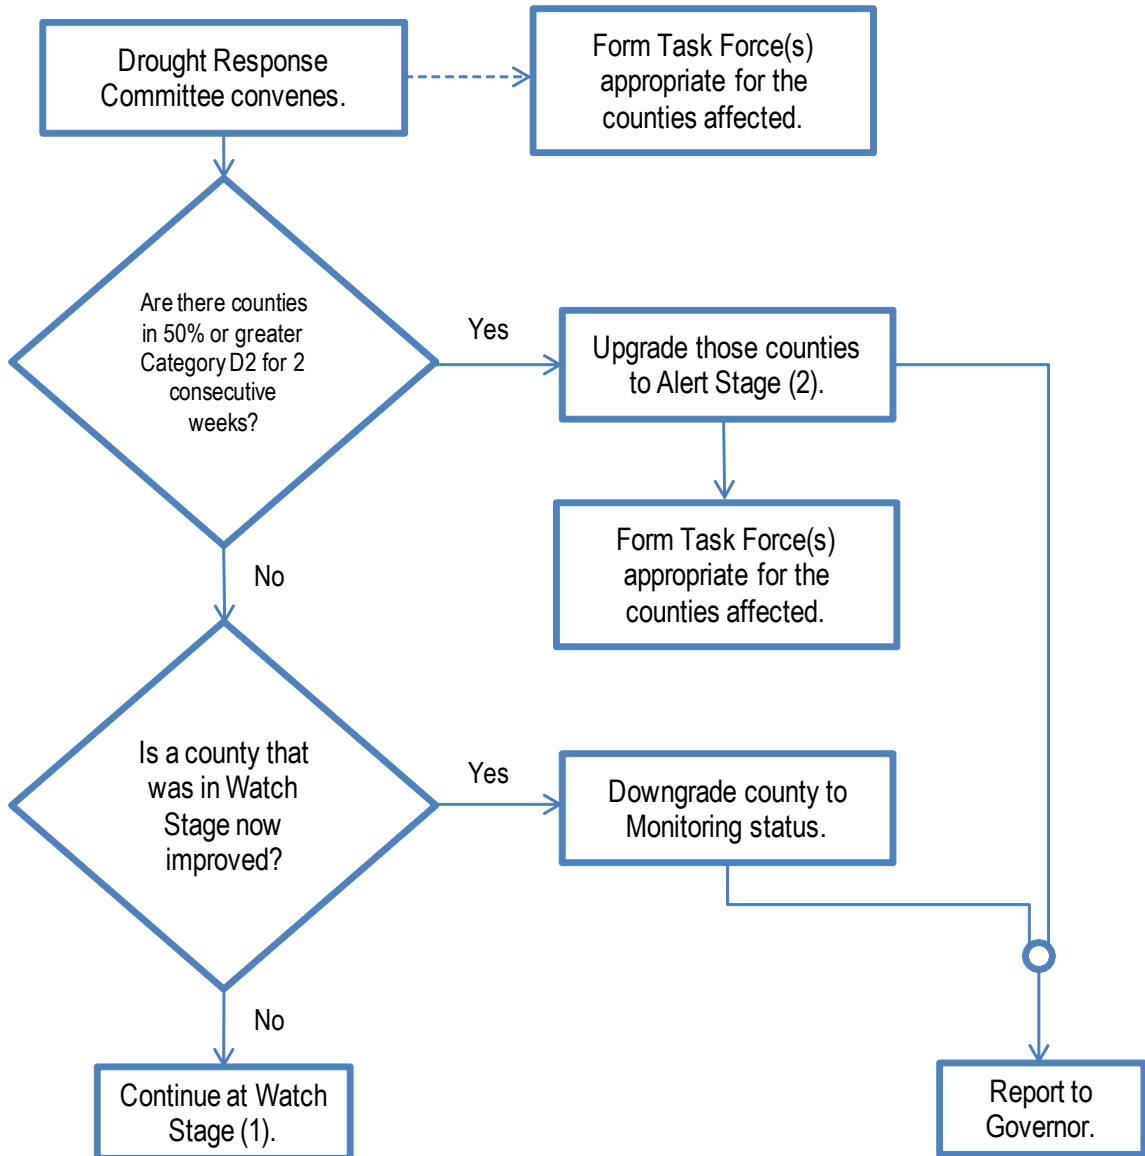 Drought Response
Committee convenes.
Form Task Force(s)
appropriate for the
counties affected.
Are there counties
in 50% or greater
Category D2 for 2
consecutive
weeks?
Yes
Upgrade those counties
to Alert Stage (2).
Form Task Force(s)
appropriate for the
counties affected.
No
Is a county that
was in Watch
Stage now
improved?
Yes
Downgrade county to
Monitoring status.
No
Continue at Watch
Stage (1).
Report to
Governor.